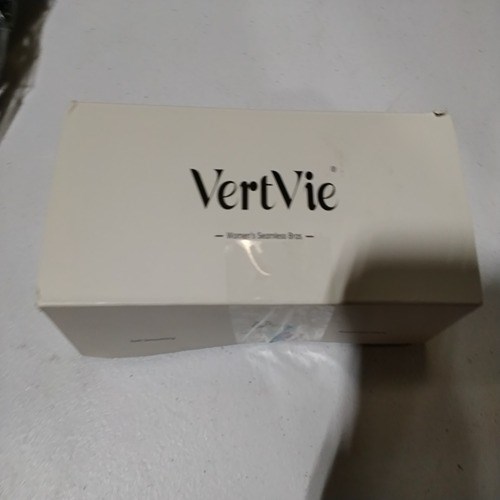 VertVie®
— Women's Seamless Bras —